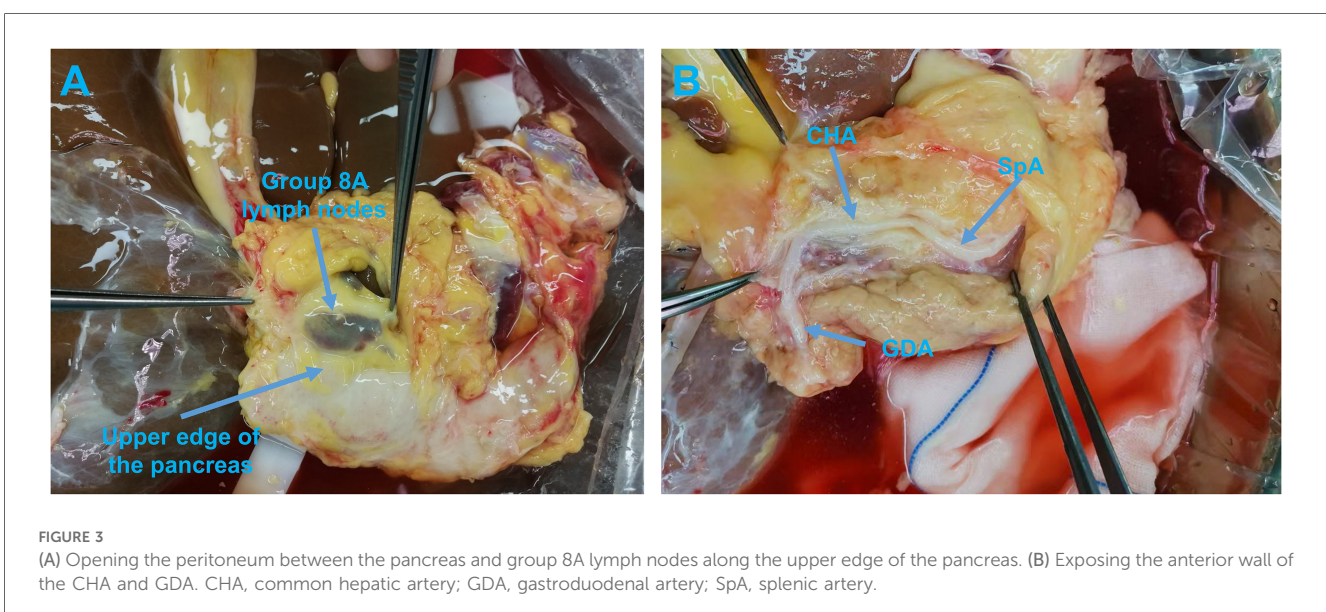 A
Group 8A
lymph nodes
Upper edge of
the pancreas
B
CHA
SpA
GDA
FIGURE 3
(A) Opening the peritoneum between the pancreas and group 8A lymph nodes along the upper edge of the pancreas. (B) Exposing the anterior wall of
the CHA and GDA. CHA, common hepatic artery; GDA, gastroduodenal artery; SpA, splenic artery.